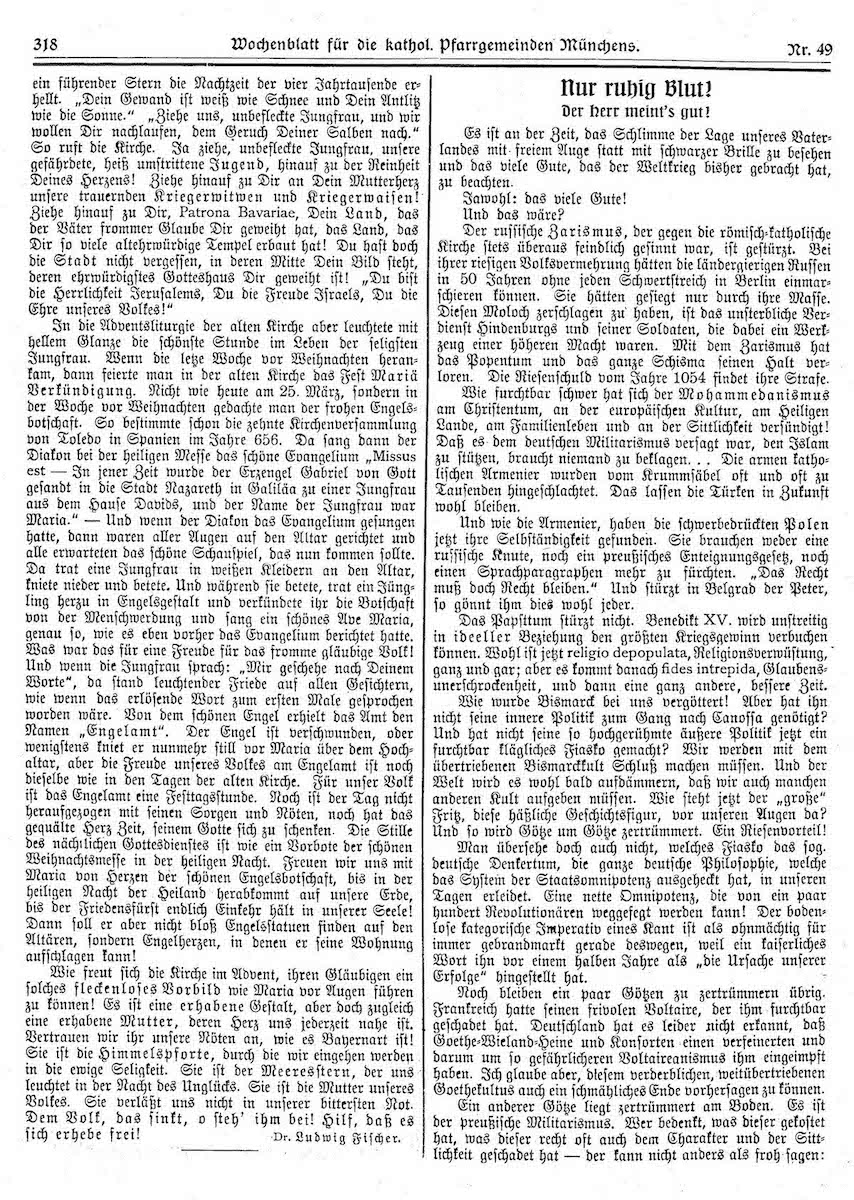 318
Wochenblatt für die kathol. Pfarrgemeinden Münchens.
Nr. 49
ein führender Stern die Nachtzeit der vier Jahrtausende er-
hellt. „Dein Gewand ist weiß wie Schnee und Dein Antlitz
wie die Sonne.“ „Ziehe uns, unbefleckte Jungfrau, und wir
wollen Dir nachlaufen, dem Geruch Deiner Salben nach.“
So ruft die Kirche. Ja ziehe, unbefleckte Jungfrau, unsere
gefährdete, heiß umstrittene Jugend, hinauf zu der Reinheit
Deines Herzens! Ziehe hinauf zu Dir an Dein Mutterherz
unsere trauernden Kriegerwitwen und Kriegerwaisen!
Ziehe hinauf zu Dir, Patrona Bavariae, Dein Land, das
der Väter frommer Glaube Dir geweiht hat, das Land, das
Dir so viele altehrwürdige Tempel erbaut hat! Du hast doch
die Stadt nicht vergessen, in deren Mitte Dein Bild steht,
deren ehrwürdigstes Gotteshaus Dir geweiht ist! „Du bist
die Herrlichkeit Jerusalems, Du die Freude Israels, Du die
Ehre unseres Volkes!“
In die Adventsliturgie der alten Kirche aber leuchtete mit
hellem Glanze die schönste Stunde im Leben der seligsten
Jungfrau. Wenn die letzte Woche vor Weihnachten heran-
kam, dann feierte man in der alten Kirche das Fest Mariä
Verkündigung. Nicht wie heute am 25. März, sondern in
der Woche vor Weihnachten gedachte man der frohen Engels-
botschaft. So bestimmte schon die zehnte Kirchenversammlung
von Toledo in Spanien im Jahre 656. Da sang dann der
Diakon bei der heiligen Messe das schöne Evangelium „Missus
est — In jener Zeit wurde der Erzengel Gabriel von Gott
gesandt in die Stadt Nazareth in Galiläa zu einer Jungfrau
aus dem Hause Davids, und der Name der Jungfrau war
Maria.“ — Und wenn der Diakon das Evangelium gesungen
hatte, dann waren aller Augen auf den Altar gerichtet und
alle erwarteten das schöne Schauspiel, das nun kommen sollte.
Da trat eine Jungfrau in weißen Kleidern an den Altar,
kniete nieder und betete. Und während sie betete, trat ein Jüng-
ling herzu in Engelsgestalt und verkündete ihr die Botschaft
von der Menschwerdung und sang ein schönes Ave Maria,
genau so, wie es eben vorher das Evangelium berichtet hatte.
Was war das für eine Freude für das fromme gläubige Volk!
Und wenn die Jungfrau sprach: „Mir geschehe nach Deinem
Worte“, da stand leuchtender Friede auf allen Gesichtern,
wie wenn das erlösende Wort zum ersten Male gesprochen
worden wäre. Von dem schönen Engel erhielt das Amt den
Namen „Engelamt“. Der Engel ist verschwunden, oder
wenigstens kniet er nunmehr still vor Maria über dem Hoch-
altar, aber die Freude unseres Volkes am Engelamt ist noch
dieselbe wie in den Tagen der alten Kirche. Für unser Volk
ist das Engelamt eine Festtagsstunde. Noch ist der Tag nicht
heraufgezogen mit seinen Sorgen und Nöten, noch hat das
gequälte Herz Zeit, seinem Gotte sich zu schenken. Die Stille
des nächlichen Gottesdienstes ist wie ein Vorbote der schönen
Weihnachtsmesse in der heiligen Nacht. Freuen wir uns mit
Maria von Herzen der schönen Engelsbotschaft, bis in der
heiligen Nacht der Heiland herabkommt auf unsere Erde,
bis der Friedensfürst endlich Einkehr hält in unserer Seele!
Dann soll er aber nicht bloß Engelsstatuen finden auf den
Altären, sondern Engelherzen, in denen er seine Wohnung
aufschlagen kann!
Wie freut sich die Kirche im Advent, ihren Gläubigen ein
solches fleckenloses Vorbild wie Maria vor Augen führen
zu können! Es ist eine erhabene Gestalt, aber doch zugleich
eine erhabene Mutter, deren Herz uns jederzeit nahe ist.
Vertrauen wir ihr unsere Nöten an, wie es Bayernart ist!
Sie ist die Himmelspforte, durch die wir eingehen werden
in die ewige Seligkeit. Sie ist der Meeresstern, der uns
leuchtet in der Nacht des Unglücks. Sie ist die Mutter unseres
Volkes. Sie verläßt uns nicht in unserer bittersten Not.
Dem Volk, das sinkt, o steh' ihm bei! Hilf, daß es
sich erhebe frei!
Dr. Ludwig Fischer.
Nur ruhig Blut!
Der Herr meint's gut!
Es ist an der Zeit, das Schlimme der Lage unseres Vater-
landes mit freiem Auge statt mit schwarzer Brille zu besehen
und das viele Gute, das der Weltkrieg bisher gebracht hat,
zu beachten.
Jawohl: das viele Gute!
Und das wäre?
Der russische Zarismus, der gegen die römisch-katholische
Kirche stets überaus feindlich gesinnt war, ist gestürzt. Bei
ihrer riesigen Volksvermehrung hätten die ländergierigen Russen
in 50 Jahren ohne jeden Schwertstreich in Berlin einmar-
schieren können. Sie hätten gesiegt nur durch ihre Masse.
Diesen Moloch zerschlagen zu haben, ist das unsterbliche Ver-
dienst Hindenburgs und seiner Soldaten, die dabei ein Werk-
zeug einer höheren Macht waren. Mit dem Zarismus hat
das Popentum und das ganze Schisma seinen Halt ver-
loren. Die Riesenschuld vom Jahre 1054 findet ihre Strafe.
Wie furchtbar schwer hat sich der Mohammedanismus
am Christentum, an der europäischen Kultur, am Heiligen
Lande, am Familienleben und an der Sittlichkeit versündigt!
Daß es dem deutschen Militarismus versagt war, den Islam
zu stützen, braucht niemand zu beklagen... Die armen katho-
lischen Armenier wurden vom Krummsäbel oft und oft zu
Tausenden hingeschlachtet. Das lassen die Türken in Zukunft
wohl bleiben.
Und wie die Armenier, haben die schwerbedrückten Polen
jetzt ihre Selbständigkeit gefunden. Sie brauchen weder eine
russische Knute, noch ein preußisches Enteignungsgesetz, noch
einen Sprachparagraphen mehr zu fürchten. „Das Recht
muß doch Recht bleiben.“ Und stürzt in Belgrad der Peter,
so gönnt ihm dies wohl jeder.
Das Papsttum stürzt nicht. Benedikt XV. wird unstreitig
in ideeller Beziehung den größten Kriegsgewinn verbuchen
können. Wohl ist jetzt religio depopulata, Religionsverwüstung,
ganz und gar; aber es kommt danach fides intrepida, Glaubens-
unerschrockenheit, und dann eine ganz andere, bessere Zeit.
Wie wurde Bismarck bei uns vergöttert! Aber hat ihn
nicht seine innere Politik zum Gang nach Canossa genötigt?
Und hat nicht seine so hochgerühmte äußere Politik jetzt ein
furchtbar klägliches Fiasko gemacht? Wir werden mit dem
übertriebenen Bismarckkult Schluß machen müssen. Und der
Welt wird es wohl bald aufdämmern, daß wir auch manchen
anderen Kult aufgeben müssen. Wie steht jetzt der „große“
Fritz, diese häßliche Geschichtsfigur, vor unseren Augen da?
Und so wird Götze um Götze zertrümmert. Ein Riesenvorteil!
Man übersehe doch auch nicht, welches Fiasko das sog.
deutsche Denkertum, die ganze deutsche Philosophie, welche
das System der Staatsomnipotenz ausgeheckt hat, in unseren
Tagen erleidet. Eine nette Omnipotenz, die von ein paar
hundert Revolutionären weggefegt werden kann! Der boden-
lose kategorische Imperativ eines Kant ist als ohnmächtig für
immer gebrandmarkt gerade deswegen, weil ein kaiserliches
Wort ihn vor einem halben Jahre als „die Ursache unserer
Erfolge“ hingestellt hat.
Noch bleiben ein paar Götzen zu zertrümmern übrig.
Frankreich hatte seinen frivolen Voltaire, der ihm furchtbar
geschadet hat. Deutschland hat es leider nicht erkannt, daß
Goethe-Wieland-Heine und Konsorten einen verfeinerten und
darum um so gefährlicheren Voltaireanismus ihm eingeimpft
haben. Ich glaube aber, diesem verderblichen, weitübertriebenen
Goethekultus auch ein schmähliches Ende vorhersagen zu können.
Ein anderer Götze liegt zertrümmert am Boden. Es ist
der preußische Militarismus. Wer bedenkt, was dieser gekostet
hat, was dieser recht oft auch dem Charakter und der Sitt-
lichkeit geschadet hat — der kann nicht anders als froh sagen: